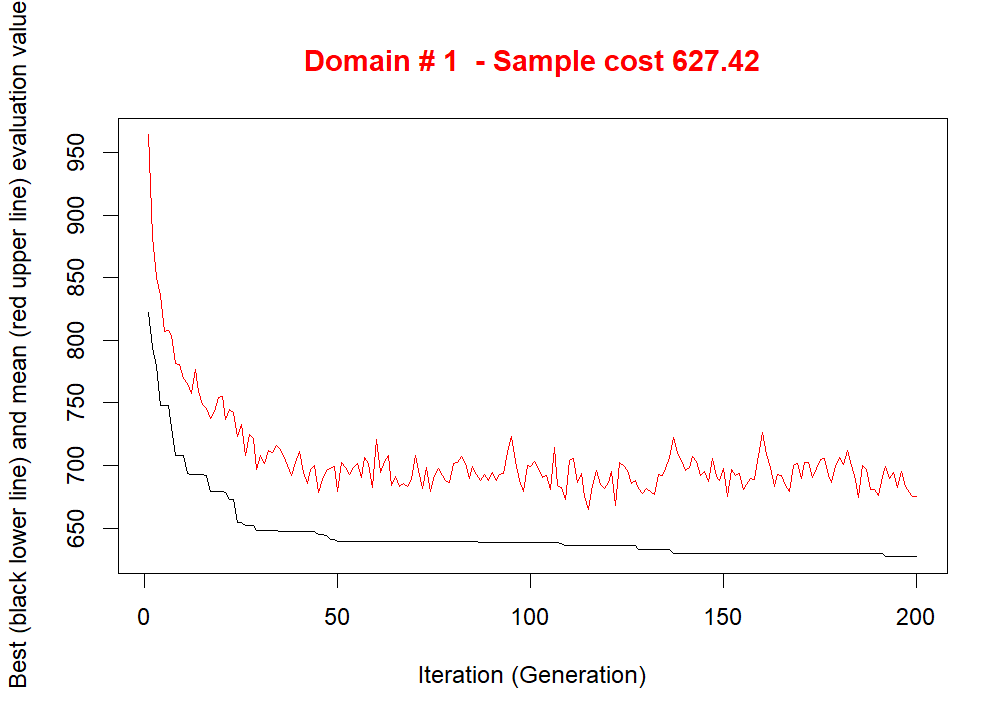 Domain # 1  - Sample cost 627.42
Best (black lower line) and mean (red upper line) evaluation value
950
900
850
800
750
700
650
0 50 100 150 200
Iteration (Generation)